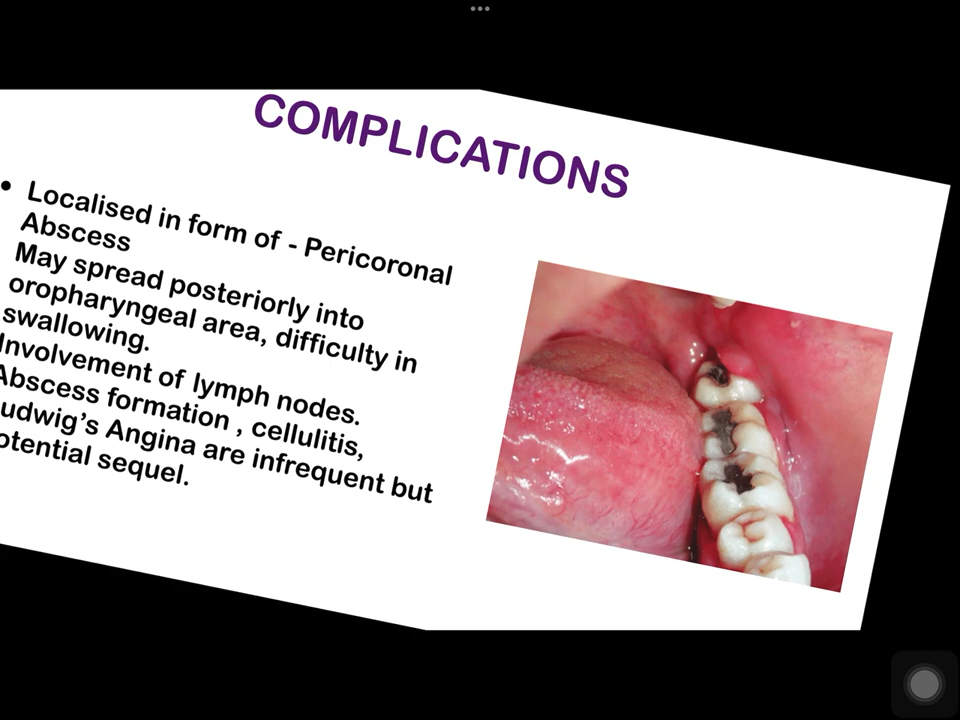 COMPLICATIONS
• Localised in form of - Pericoronal
Abscess
May spread posteriorly into
oropharyngeal area, difficulty in
swallowing.
Involvement of lymph nodes.
Abscess formation , cellulitis,
udwig’s Angina are infrequent but
otential sequel.